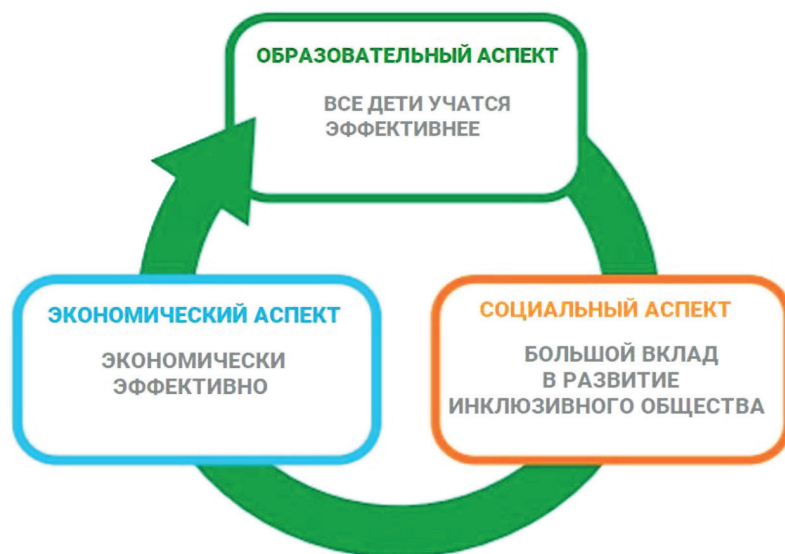 ОБРАЗОВАТЕЛЬНЫЙ АСПЕКТ
ВСЕ ДЕТИ УЧАТСЯ
ЭФФЕКТИВНЕЕ
ЭКОНОМИЧЕСКИЙ АСПЕКТ
ЭКОНОМИЧЕСКИ
ЭФФЕКТИВНО
СОЦИАЛЬНЫЙ АСПЕКТ
БОЛЬШОЙ ВКЛАД
В РАЗВИТИЕ
ИНКЛЮЗИВНОГО ОБЩЕСТВА